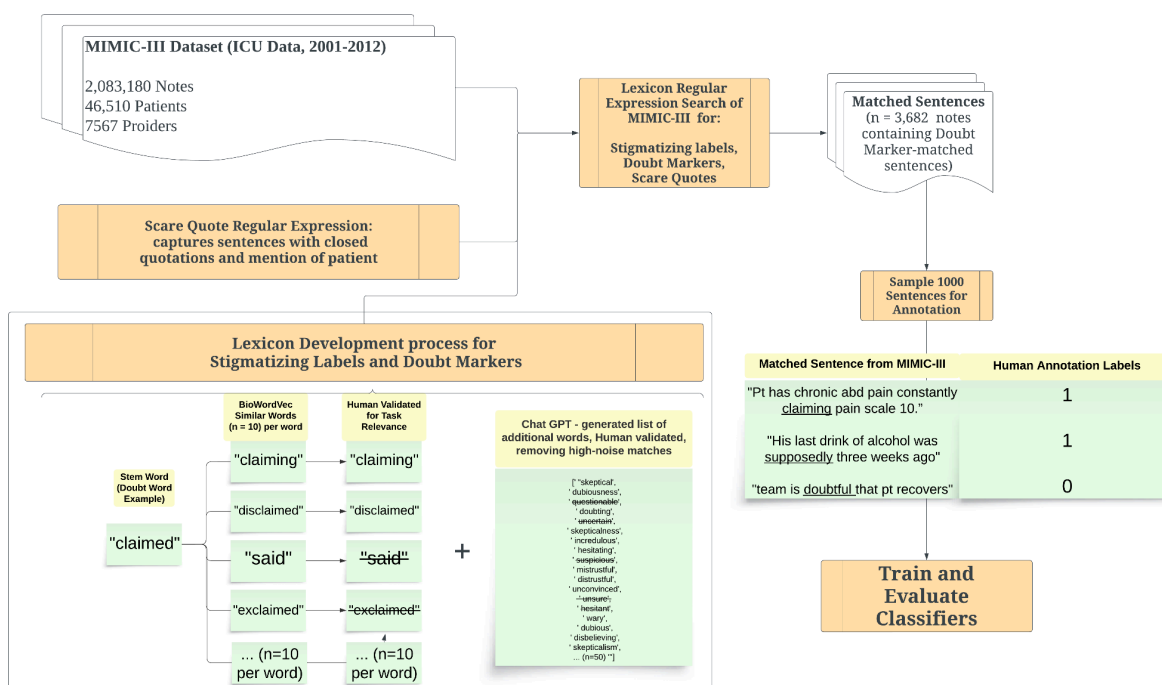 MIMIC-III Dataset (ICU Data, 2001-2012)
2,083,180 Notes
46,510 Patients
7567 Proiders
Lexicon Regular
Expression Search of
MIMIC-III for:
Stigmatizing labels,
Doubt Markers,
Scare Quotes
Matched Sentences
(n = 3,682 notes
containing Doubt
Marker-matched
sentences)
Scare Quote Regular Expression:
captures sentences with closed
quotations and mention of patient
Sample 1000
Sentences for
Annotation
Lexicon Development process for
Stigmatizing Labels and Doubt Markers
Matched Sentence from MIMIC-III
Human Annotation Labels
"Pt has chronic abd pain constantly
claiming pain scale 10."
1
"His last drink of alcohol was
supposedly three weeks ago"
1
"team is doubtful that pt recovers"
0
Train and
Evaluate
Classifiers
Stem Word
(Doubt Word
Example)
"claimed"
BioWordVec
Similar Words
(n = 10) per word
"claiming"
"disclaimed"
"said"
"exclaimed"
... (n=10
per word)
Human Validated
for Task
Relevance
"claiming"
"disclaimed"
"said"
"exclaimed"
... (n=10
per word)
+
Chat GPT - generated list of
additional words, Human validated,
removing high-noise matches
[' "skeptical',
' dubiousness',
' questionable',
' doubting',
' uncertain',
' skepticalness',
' incredulous',
' hesitating',
' suspicious',
' mistrustful',
' distrustful',
' unconvinced',
' unsure',
' hesitant',
' wary',
' dubious',
' disbelieving',
' skepticalism',
... (n=50) '"]